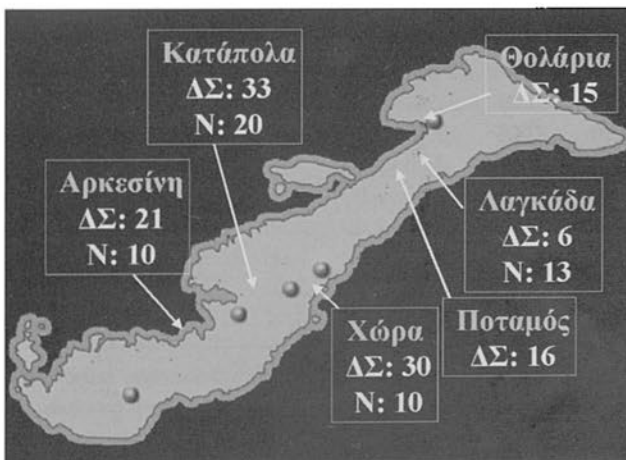 Κατάπολα
ΔΣ: 33
Ν: 20
Θολάρια
ΔΣ: 15
Αρκεσίνη
ΔΣ: 21
Ν: 10
Λαγκάδα
ΔΣ: 6
Ν: 13
Χώρα
ΔΣ: 30
Ν: 10
Ποταμός
ΔΣ: 16